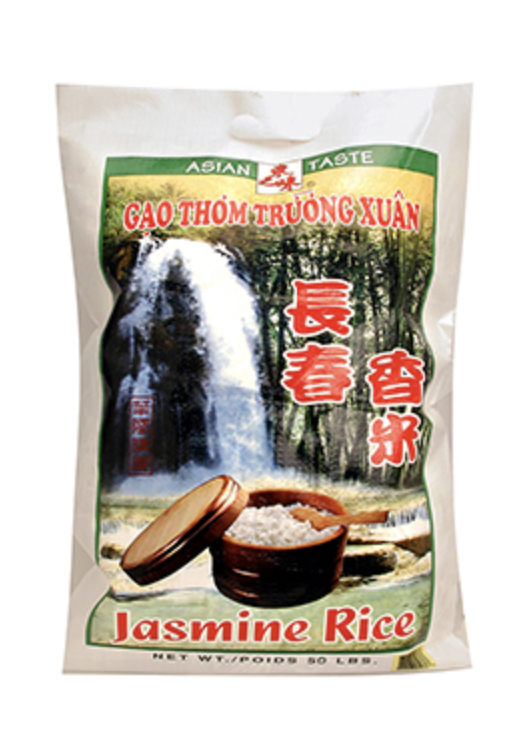 ASIAN TASTE
GẠO THƠM TRƯỜNG XUÂN
長春
香米
Jasmine Rice
NET WT./POIDS 50 LBS.